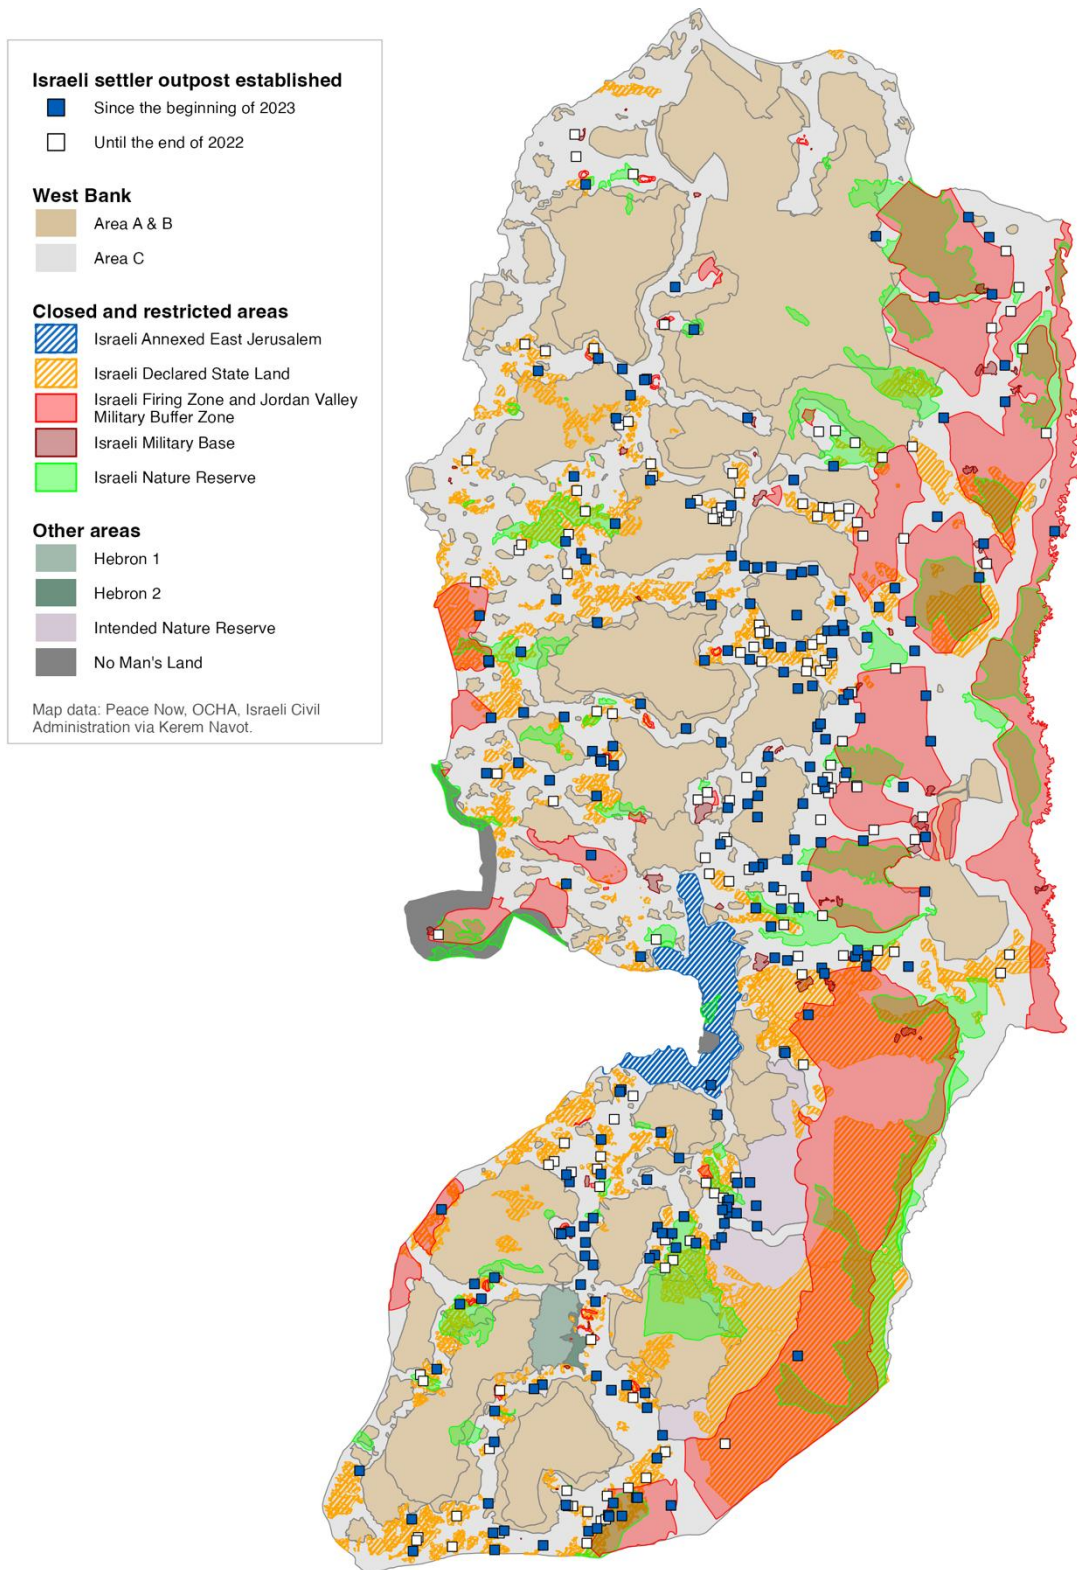 Israeli settler outpost established
Since the beginning of 2023
Until the end of 2022
West Bank
Area A & B
Area C
Closed and restricted areas
Israeli Annexed East Jerusalem
Israeli Declared State Land
Israeli Firing Zone and Jordan Valley
Military Buffer Zone
Israeli Military Base
Israeli Nature Reserve
Other areas
Hebron 1
Hebron 2
Intended Nature Reserve
No Man's Land
Map data: Peace Now, OCHA, Israeli Civil
Administration via Kerem Navot.